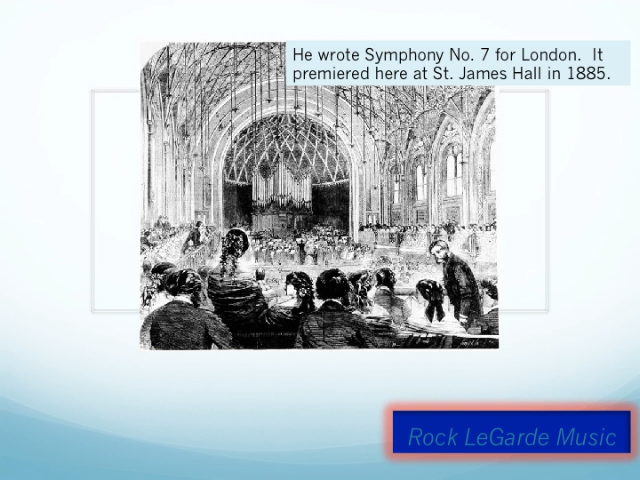 He wrote Symphony No. 7 for London.  It
premiered here at St. James Hall in 1885.
Rock LeGarde Music